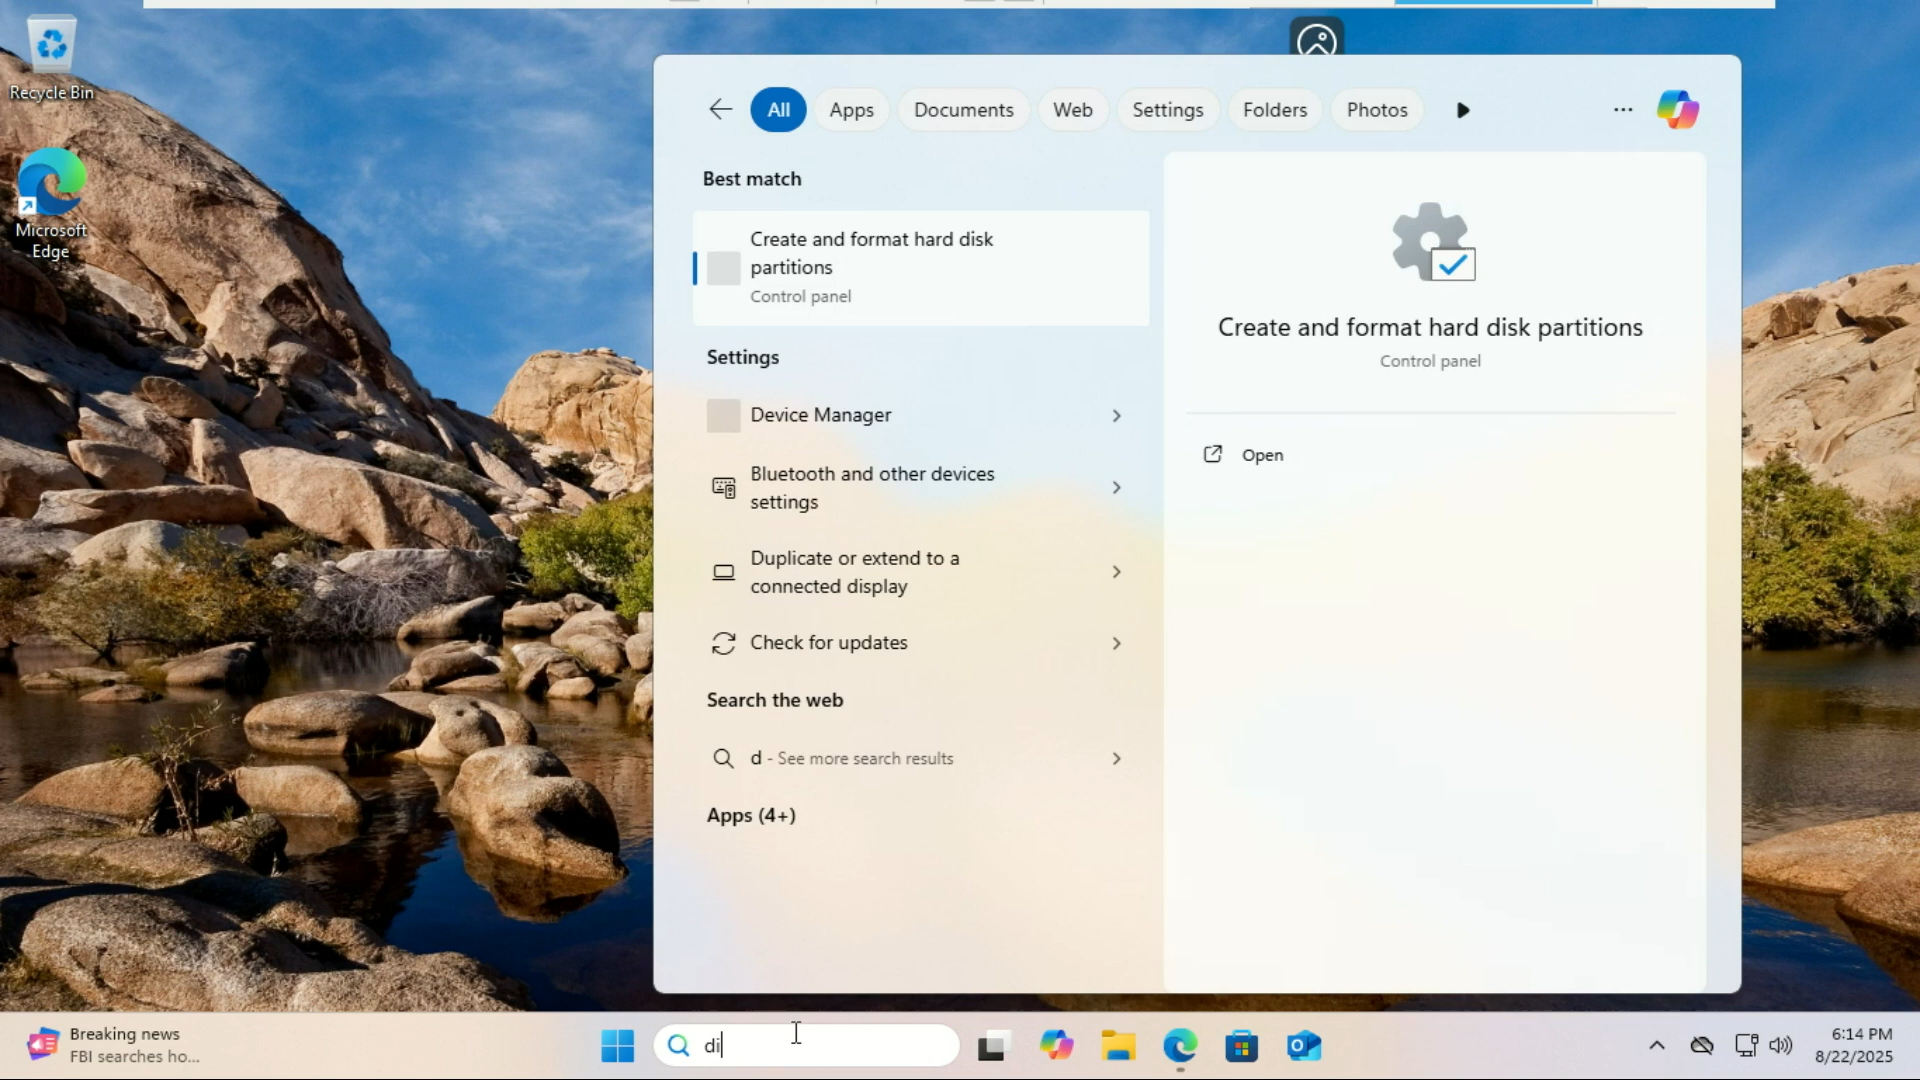 Recycle Bin
Microsoft
Edge
All Apps Documents Web Settings Folders Photos
Best match
Create and format hard disk
partitions
Control panel
Settings
Device Manager
Bluetooth and other devices
settings
Duplicate or extend to a
connected display
Check for updates
Search the web
d - See more search results
Apps (4+)
Create and format hard disk partitions
Control panel
Open
Breaking news
FBI searches ho...
di
6:14 PM
8/22/2025